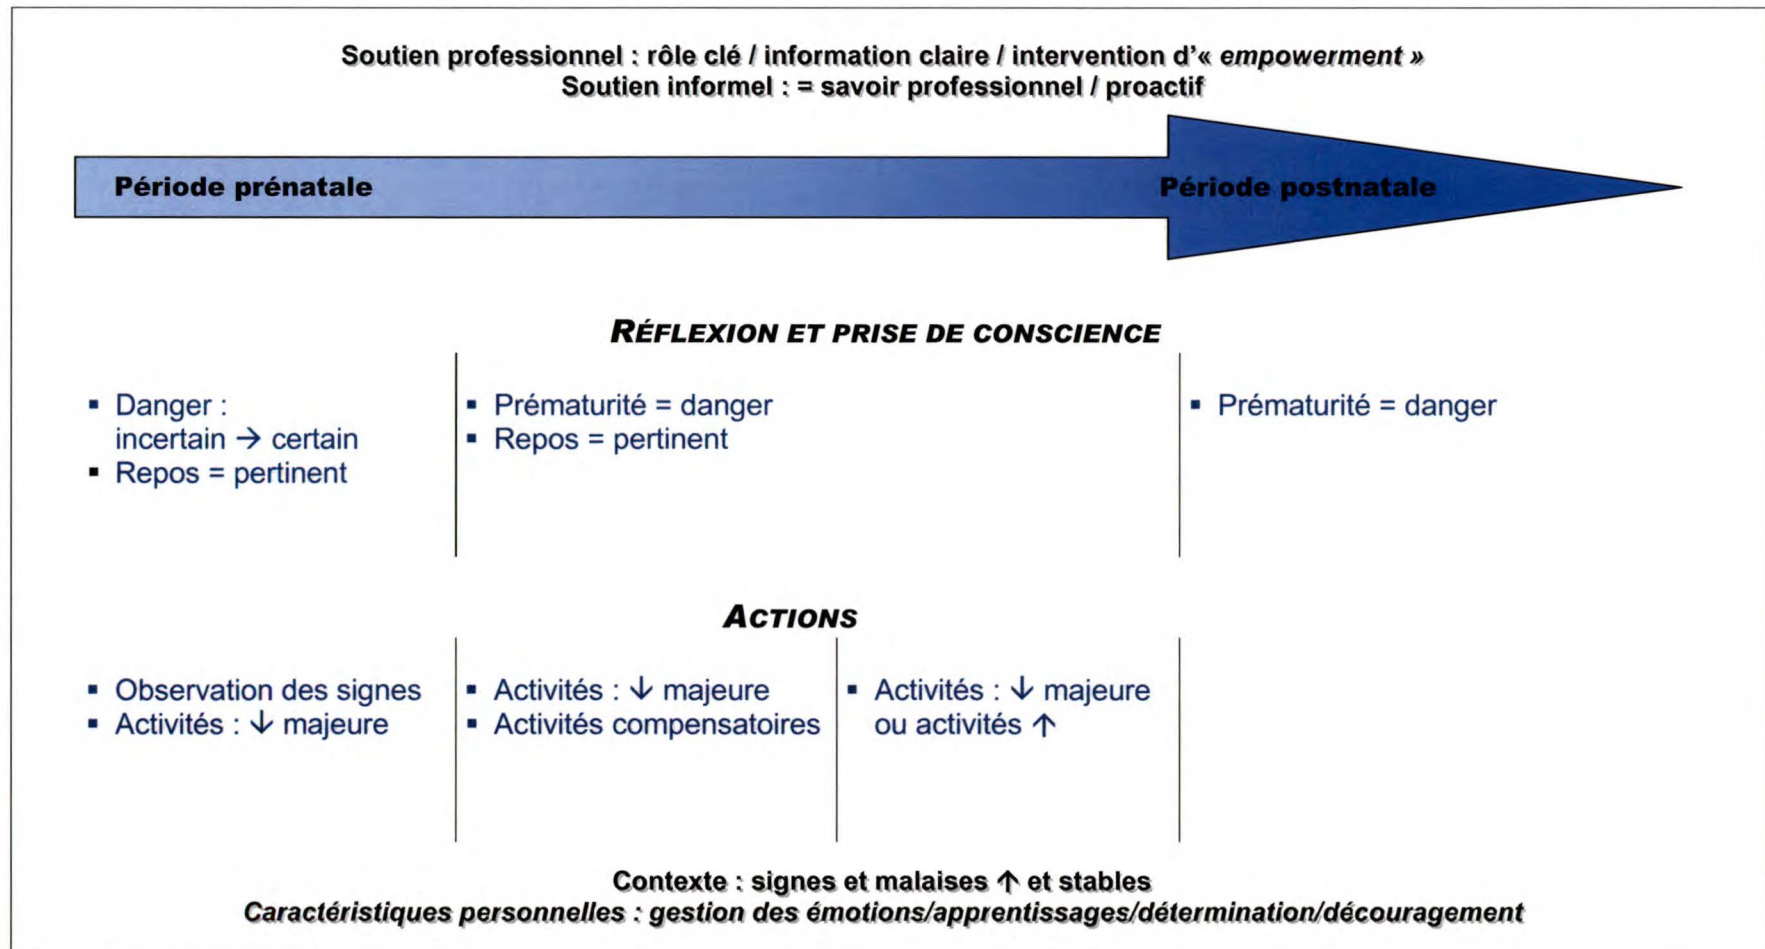 Soutien professionnel : rôle clé / information claire / intervention d'« empowerment »
Soutien informel : = savoir professionnel / proactif
Période prénatale
Période postnatale
RÉFLEXION ET PRISE DE CONSCIENCE
▪ Danger :
incertain → certain
▪ Repos = pertinent
▪ Prématurité = danger
▪ Repos = pertinent
▪ Prématurité = danger
ACTIONS
▪ Observation des signes
▪ Activités : ↓ majeure
▪ Activités : ↓ majeure
▪ Activités compensatoires
▪ Activités : ↓ majeure
ou activités ↑
Contexte : signes et malaises ↑ et stables
Caractéristiques personnelles : gestion des émotions/apprentissages/détermination/découragement